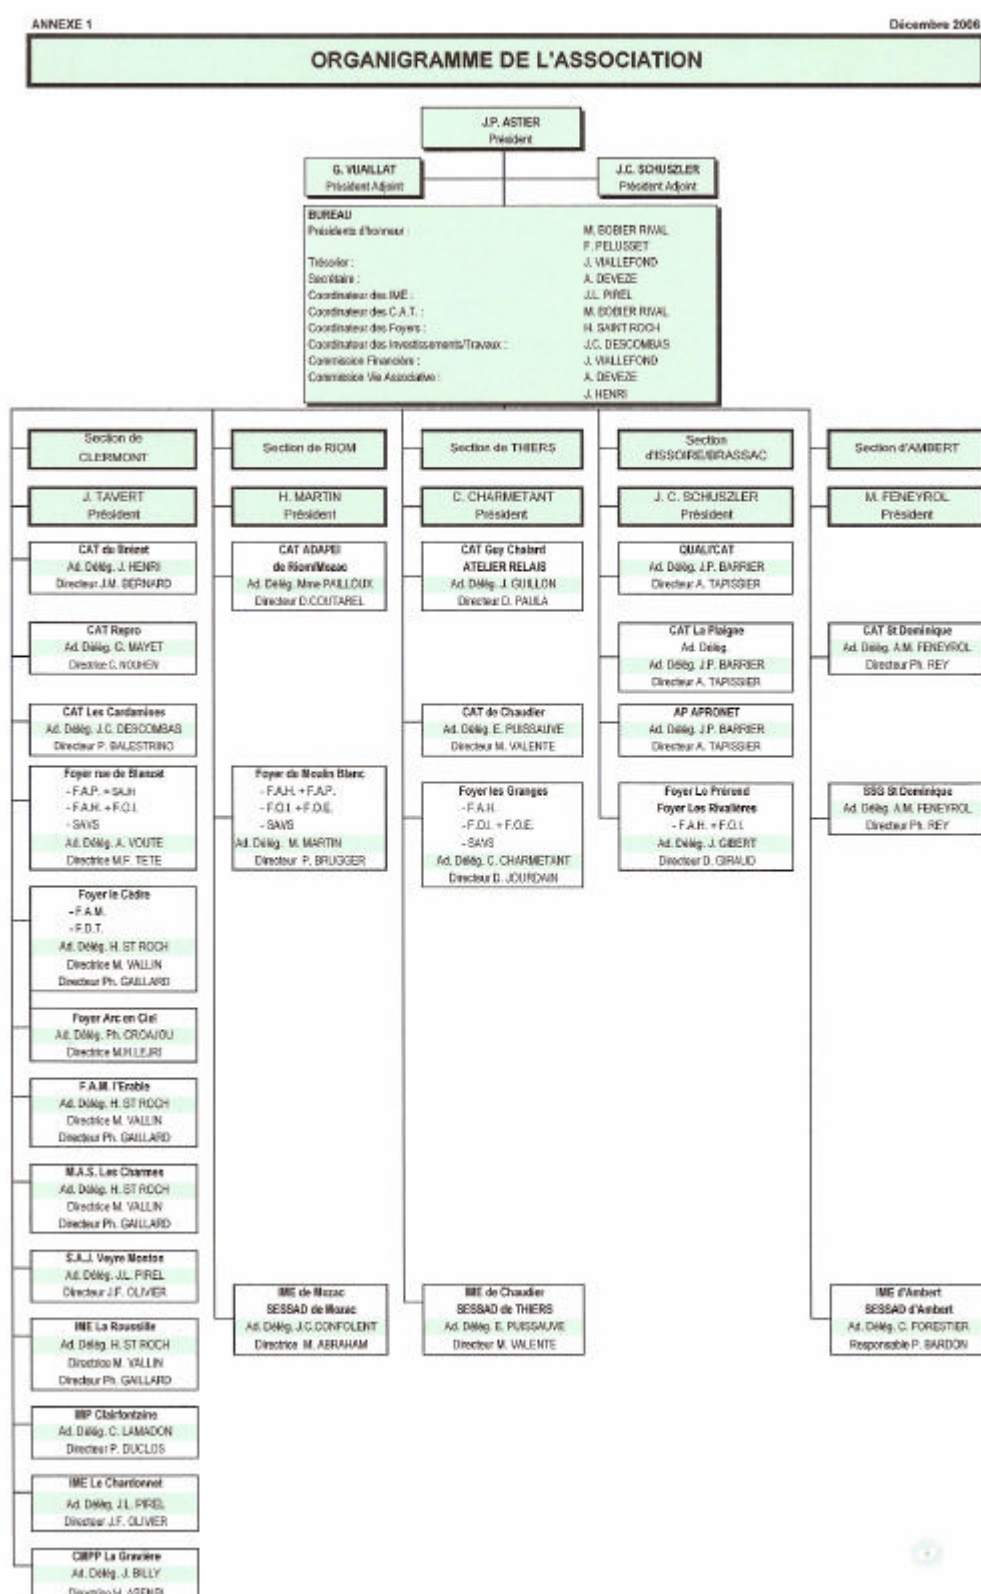 ANNEXE 1
Décembre 2006
ORGANIGRAMME DE L'ASSOCIATION
J.P. ASTIER
Président
G. VUAILLAT
Président Adjoint
J.C. SCHUSZLER
Président Adjoint
BUREAU
Présidents d'honneur : M. BOBIER RIVAL
F. PELUSSET
Trésorier : J. VIALLEFOND
Secrétaire : A. DEVEZE
Coordinateur des IME : J.L. PIREL
Coordinateur des C.A.T. : M. BOBIER RIVAL
Coordinateur des Foyers : H. SAINT ROCH
Coordinateur des Investissements/Travaux : J.C. DESCOMBAS
Commission Financière : J. VIALLEFOND
Commission Vie Associative : A. DEVEZE
J. HENRI
Section de
CLERMONT
J. TAVERT
Président
CAT du Brézet
Ad. Délég. J. HENRI
Directeur J.M. BERNARD
CAT Repro
Ad. Délég. G. MAYET
Directrice C. NOUHEN
CAT Les Cardamines
Ad. Délég. J.C. DESCOMBAS
Directeur P. BALESTRINO
Foyer rue de Blanzat
- F.A.P. + SAJH
- F.A.H. + F.O.I.
- SAVS
Ad. Délég. A. VOUTE
Directrice M.F. TETE
Foyer le Cèdre
- F.A.M.
- F.D.T.
Ad. Délég. H. ST ROCH
Directrice M. VALLIN
Directeur Ph. GAILLARD
Foyer Arc en Ciel
Ad. Délég. Ph. CROAJOU
Directrice M.H.LEJRI
F.A.M. l'Erable
Ad. Délég. H. ST ROCH
Directrice M. VALLIN
Directeur Ph. GAILLARD
M.A.S. Les Charmes
Ad. Délég. H. ST ROCH
Directrice M. VALLIN
Directeur Ph. GAILLARD
S.A.J. Veyre Monton
Ad. Délég. J.L. PIREL
Directeur J.F. OLIVIER
IME La Roussille
Ad. Délég. H. ST ROCH
Directrice M. VALLIN
Directeur Ph. GAILLARD
IMP Clairfontaine
Ad. Délég. C. LAMADON
Directeur P. DUCLOS
IME Le Chardonnet
Ad. Délég. J.L. PIREL
Directeur J.F. OLIVIER
CMPP La Gravière
Ad. Délég. J. BILLY
Section de RIOM
H. MARTIN
Président
CAT ADAPEI
de Riom/Mozac
Ad. Délég. Mme PAILLOUX
Directeur D.COUTAREL
Foyer du Moulin Blanc
- F.A.H. + F.A.P.
- F.O.I. + F.O.E.
- SAVS
Ad. Délég. M. MARTIN
Directeur P. BRUGGER
IME de Mozac
SESSAD de Mozac
Ad. Délég. J.C.CONFOLENT
Directrice M. ABRAHAM
Section de THIERS
C. CHARMETANT
Président
CAT Guy Chalard
ATELIER RELAIS
Ad. Délég. J. GUILLON
Directeur D. PAULA
CAT de Chaudier
Ad. Délég. E. PUISSAUVE
Directeur M. VALENTE
Foyer les Granges
- F.A.H.
- F.O.I. + F.O.E.
- SAVS
Ad. Délég. C. CHARMETANT
Directeur D. JOURDAIN
IME de Chaudier
SESSAD de THIERS
Ad. Délég. E. PUISSAUVE
Directeur M. VALENTE
Section
d'ISSOIRE/BRASSAC
J. C. SCHUSZLER
Président
QUALI'CAT
Ad. Délég. J.P. BARRIER
Directeur A. TAPISSIER
CAT La Plaigne
Ad. Délég.
Ad. Délég. J.P. BARRIER
Directeur A. TAPISSIER
AP APRONET
Ad. Délég. J.P. BARRIER
Directeur A. TAPISSIER
Foyer Le Prérond
Foyer Les Rivalières
- F.A.H. + F.O.I.
Ad. Délég. J. GIBERT
Directeur D. GIRAUD
Section d'AMBERT
M. FENEYROL
Président
CAT St Dominique
Ad. Délég. A.M. FENEYROL
Directeur Ph. REY
SSG St Dominique
Ad. Délég. A.M. FENEYROL
Directeur Ph. REY
IME d'Ambert
SESSAD d'Ambert
Ad. Délég. C. FORESTIER
Responsable P. BARDON